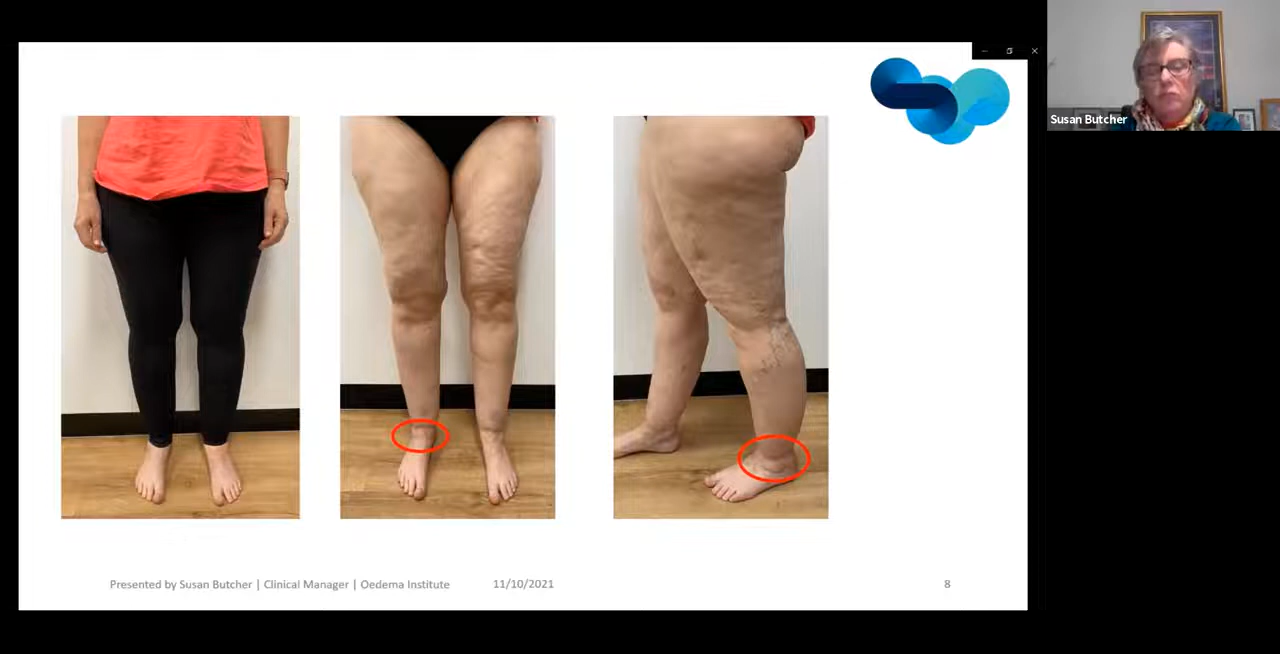 Susan Butcher
Presented by Susan Butcher | Clinical Manager | Oedema Institute
11/10/2021
8